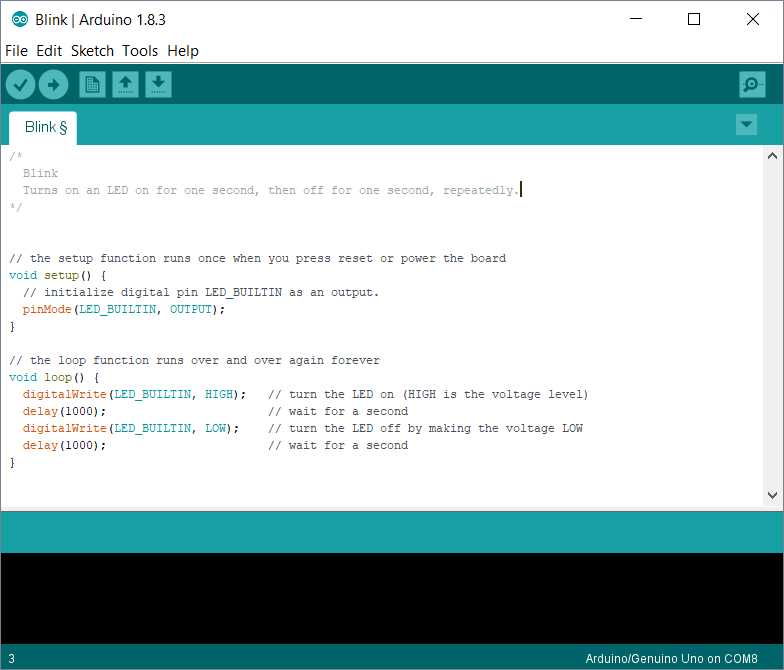 Blink | Arduino 1.8.3
File Edit Sketch Tools Help
Blink §
/*
  Blink
  Turns on an LED on for one second, then off for one second, repeatedly.
*/
// the setup function runs once when you press reset or power the board
void setup() {
  // initialize digital pin LED_BUILTIN as an output.
  pinMode(LED_BUILTIN, OUTPUT);
}
// the loop function runs over and over again forever
void loop() {
  digitalWrite(LED_BUILTIN, HIGH);   // turn the LED on (HIGH is the voltage level)
  delay(1000);                       // wait for a second
  digitalWrite(LED_BUILTIN, LOW);    // turn the LED off by making the voltage LOW
  delay(1000);                       // wait for a second
}
3 Arduino/Genuino Uno on COM8